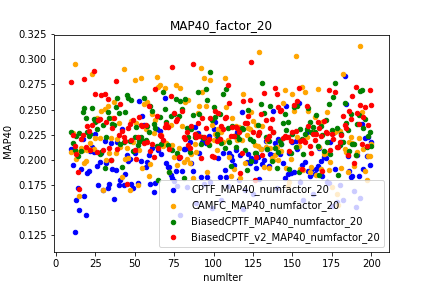 MAP40_factor_20
MAP40
0.325
0.300
0.275
0.250
0.225
0.200
0.175
0.150
0.125
CPTF_MAP40_numfactor_20
CAMFC_MAP40_numfactor_20
BiasedCPTF_MAP40_numfactor_20
BiasedCPTF_v2_MAP40_numfactor_20
0 25 50 75 100 125 150 175 200
numIter